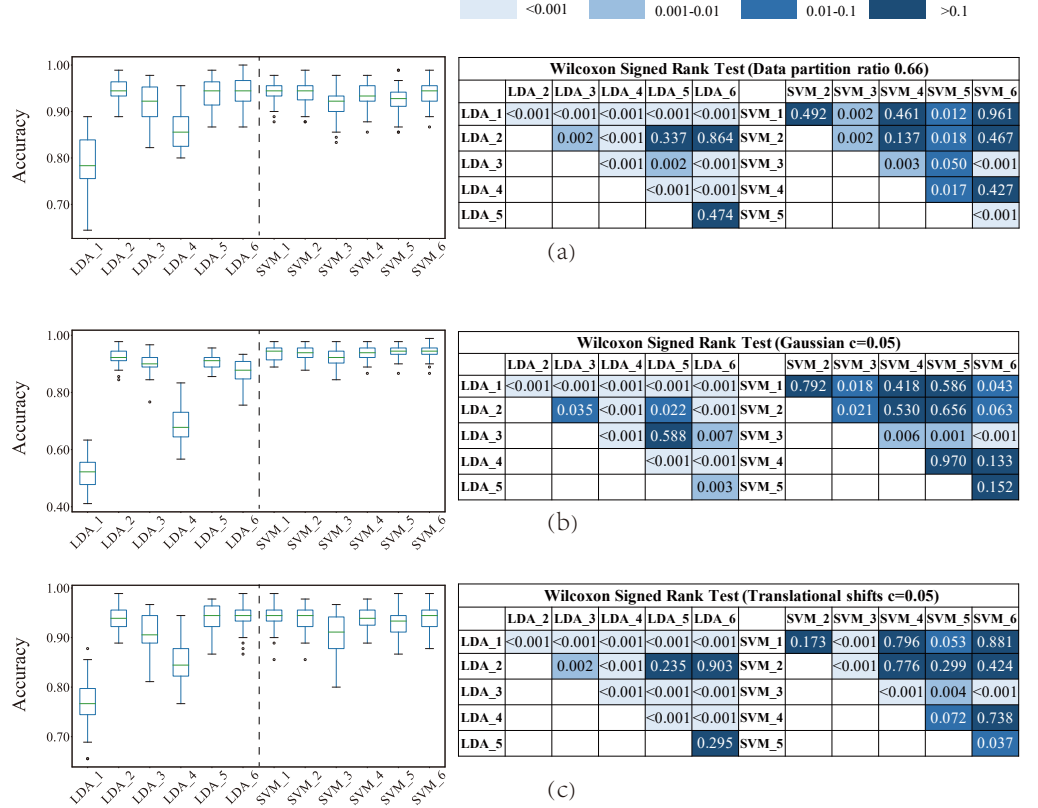 <0.001 0.001-0.01 0.01-0.1 >0.1
Accuracy
1.00
0.90
0.80
0.70
LDA_1 LDA_2 LDA_3 LDA_4 LDA_5 LDA_6 SVM_1 SVM_2 SVM_3 SVM_4 SVM_5 SVM_6
Wilcoxon Signed Rank Test (Data partition ratio 0.66)
LDA_2 LDA_3 LDA_4 LDA_5 LDA_6 SVM_2 SVM_3 SVM_4 SVM_5 SVM_6
LDA_1 <0.001 <0.001 <0.001 <0.001 <0.001 SVM_1 0.492 0.002 0.461 0.012 0.961
LDA_2 0.002 <0.001 0.337 0.864 SVM_2 0.002 0.137 0.018 0.467
LDA_3 <0.001 0.002 <0.001 SVM_3 0.003 0.050 <0.001
LDA_4 <0.001 <0.001 SVM_4 0.017 0.427
LDA_5 0.474 SVM_5 <0.001
(a)
Accuracy
1.00
0.80
0.60
0.40
LDA_1 LDA_2 LDA_3 LDA_4 LDA_5 LDA_6 SVM_1 SVM_2 SVM_3 SVM_4 SVM_5 SVM_6
Wilcoxon Signed Rank Test (Gaussian c=0.05)
LDA_2 LDA_3 LDA_4 LDA_5 LDA_6 SVM_2 SVM_3 SVM_4 SVM_5 SVM_6
LDA_1 <0.001 <0.001 <0.001 <0.001 <0.001 SVM_1 0.792 0.018 0.418 0.586 0.043
LDA_2 0.035 <0.001 0.022 <0.001 SVM_2 0.021 0.530 0.656 0.063
LDA_3 <0.001 0.588 0.007 SVM_3 0.006 0.001 <0.001
LDA_4 <0.001 <0.001 SVM_4 0.970 0.133
LDA_5 0.003 SVM_5 0.152
(b)
Accuracy
1.00
0.90
0.80
0.70
LDA_1 LDA_2 LDA_3 LDA_4 LDA_5 LDA_6 SVM_1 SVM_2 SVM_3 SVM_4 SVM_5 SVM_6
Wilcoxon Signed Rank Test (Translational shifts c=0.05)
LDA_2 LDA_3 LDA_4 LDA_5 LDA_6 SVM_2 SVM_3 SVM_4 SVM_5 SVM_6
LDA_1 <0.001 <0.001 <0.001 <0.001 <0.001 SVM_1 0.173 <0.001 0.796 0.053 0.881
LDA_2 0.002 <0.001 0.235 0.903 SVM_2 <0.001 0.776 0.299 0.424
LDA_3 <0.001 <0.001 <0.001 SVM_3 <0.001 0.004 <0.001
LDA_4 <0.001 <0.001 SVM_4 0.072 0.738
LDA_5 0.295 SVM_5 0.037
(c)